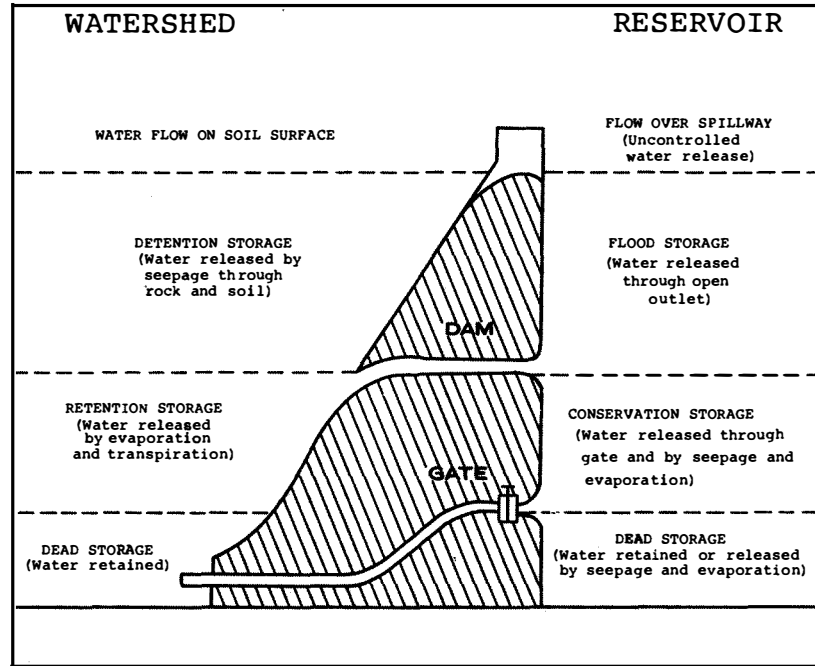 WATERSHED
RESERVOIR
WATER FLOW ON SOIL SURFACE
FLOW OVER SPILLWAY
(Uncontrolled
water release)
DETENTION STORAGE
(Water released by
seepage through
rock and soil)
FLOOD STORAGE
(Water released
through open
outlet)
DAM
RETENTION STORAGE
(Water released
by evaporation
and transpiration)
CONSERVATION STORAGE
(Water released through
gate and by seepage and
evaporation)
GATE
DEAD STORAGE
(Water retained)
DEAD STORAGE
(Water retained or released
by seepage and evaporation)